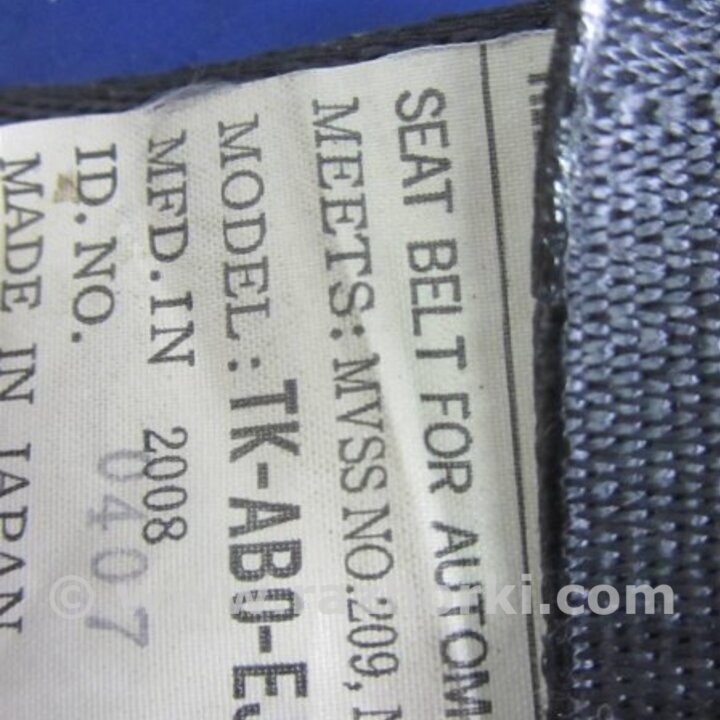 SEAT BELT FOR AUTOM
MEETS: MVSS NO.209,
MODEL: TK-AB0-E
MFD.IN 2008
ID.NO. 0407
MADE IN JAPAN